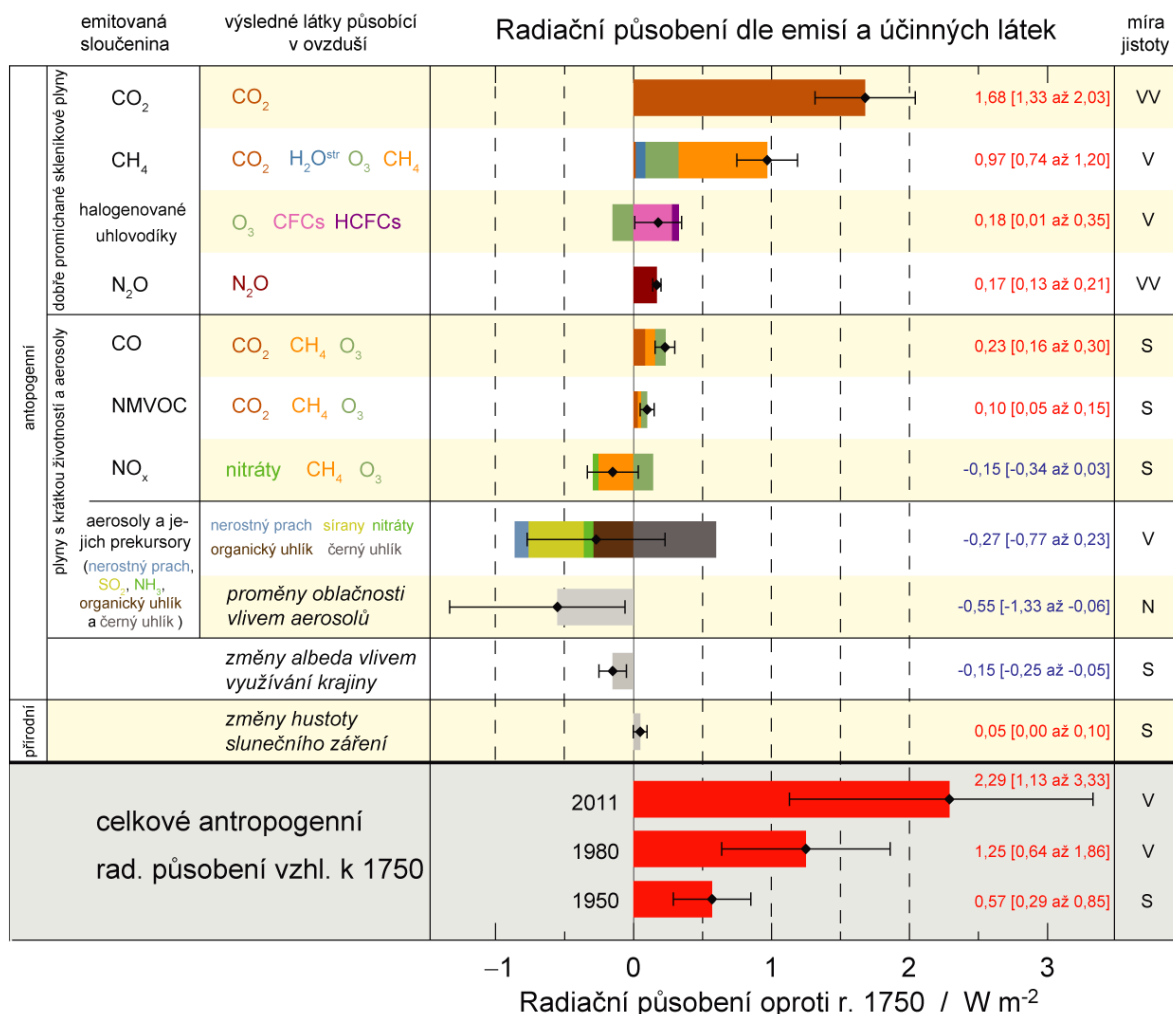 emitovaná
sloučenina
výsledné látky působící
v ovzduší
Radiační působení dle emisí a účinných látek
míra
jistoty
antopogenní
dobře promíchané skleníkové plyny
CO₂
CO₂
1,68 [1,33 až 2,03]
VV
CH₄
CO₂ H₂Oˢᵗʳ O₃ CH₄
0,97 [0,74 až 1,20]
V
halogenované
uhlovodíky
O₃ CFCs HCFCs
0,18 [0,01 až 0,35]
V
N₂O
N₂O
0,17 [0,13 až 0,21]
VV
plyny s krátkou životností a aerosoly
CO
CO₂ CH₄ O₃
0,23 [0,16 až 0,30]
S
NMVOC
CO₂ CH₄ O₃
0,10 [0,05 až 0,15]
S
NOₓ
nitráty CH₄ O₃
-0,15 [-0,34 až 0,03]
S
aerosoly a je-
jich prekursory
(nerostný prach,
SO₂, NH₃,
organický uhlík
a černý uhlík )
nerostný prach sírany nitráty
organický uhlík černý uhlík
-0,27 [-0,77 až 0,23]
V
proměny oblačnosti
vlivem aerosolů
-0,55 [-1,33 až -0,06]
N
změny albeda vlivem
využívání krajiny
-0,15 [-0,25 až -0,05]
S
přírodní
změny hustoty
slunečního záření
0,05 [0,00 až 0,10]
S
celkové antropogenní
rad. působení vzhl. k 1750
2011
2,29 [1,13 až 3,33]
V
1980
1,25 [0,64 až 1,86]
V
1950
0,57 [0,29 až 0,85]
S
−1 0 1 2 3
Radiační působení oproti r. 1750 / W m⁻²